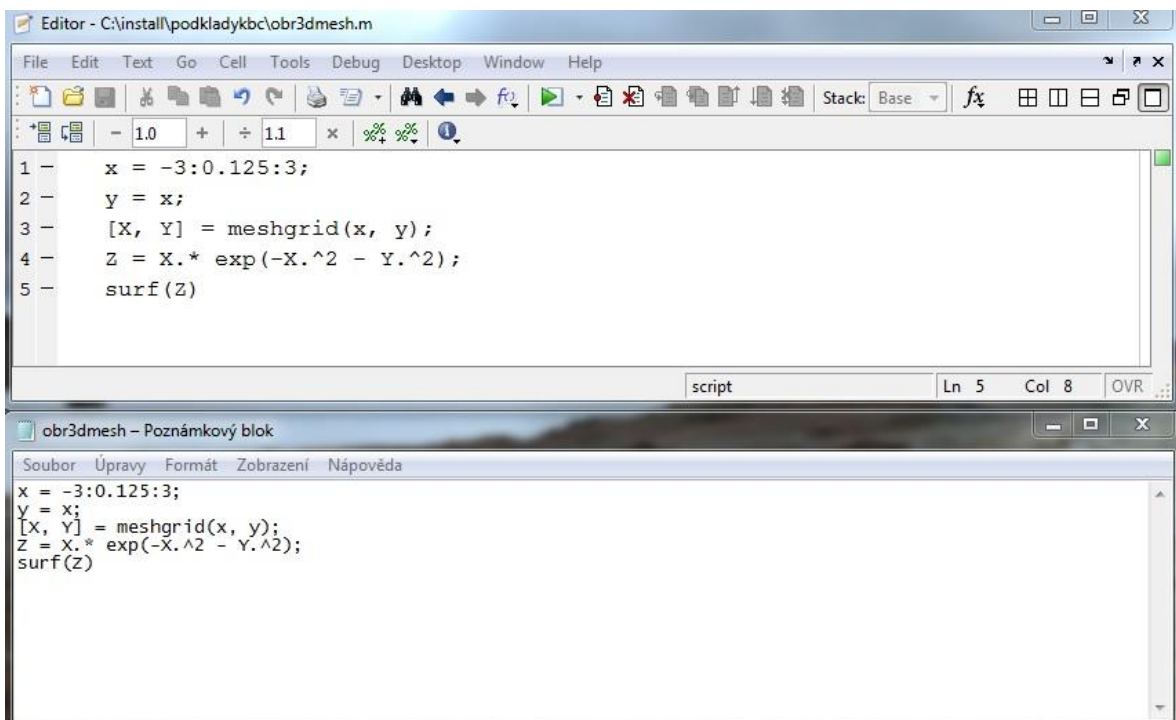 Editor - C:\install\podkladykbc\obr3dmesh.m
File Edit Text Go Cell Tools Debug Desktop Window Help
Stack: Base fx
- 1.0 + ÷ 1.1 ×
1 - x = -3:0.125:3;
2 - y = x;
3 - [X, Y] = meshgrid(x, y);
4 - Z = X.* exp(-X.^2 - Y.^2);
5 - surf(Z)
script Ln 5 Col 8 OVR
obr3dmesh – Poznámkový blok
Soubor Úpravy Formát Zobrazení Nápověda
x = -3:0.125:3;
y = x;
[X, Y] = meshgrid(x, y);
Z = X.* exp(-X.^2 - Y.^2);
surf(Z)